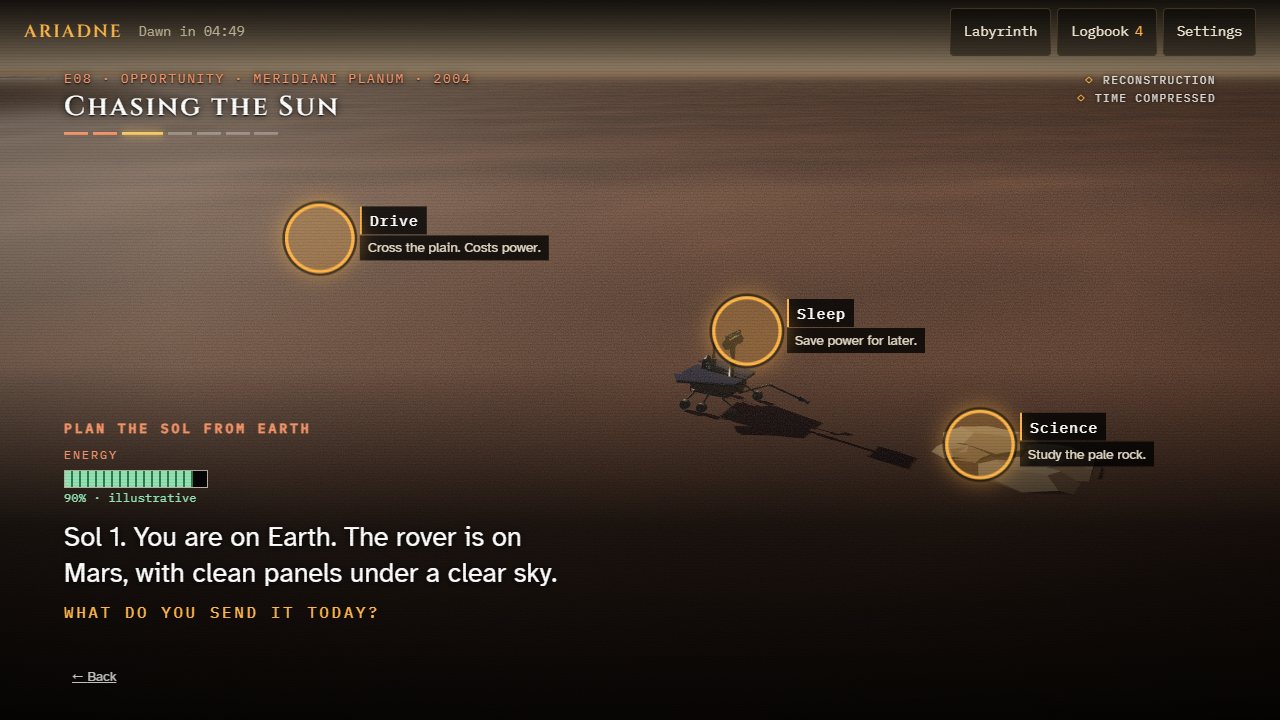 ARIADNE
Dawn in 04:49
Labyrinth
Logbook 4
Settings
E08 · OPPORTUNITY · MERIDIANI PLANUM · 2004
Chasing the Sun
◇ RECONSTRUCTION
◇ TIME COMPRESSED
Drive
Cross the plain. Costs power.
Sleep
Save power for later.
Science
Study the pale rock.
PLAN THE SOL FROM EARTH
ENERGY
90% · illustrative
Sol 1. You are on Earth. The rover is on
Mars, with clean panels under a clear sky.
WHAT DO YOU SEND IT TODAY?
← Back